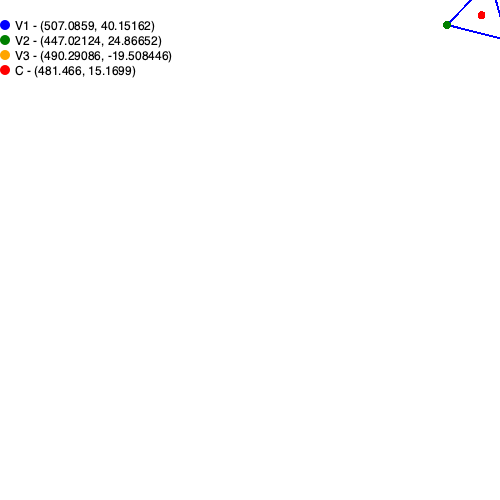 V1 - (507.0859, 40.15162)
V2 - (447.02124, 24.86652)
V3 - (490.29086, -19.508446)
C - (481.466, 15.1699)